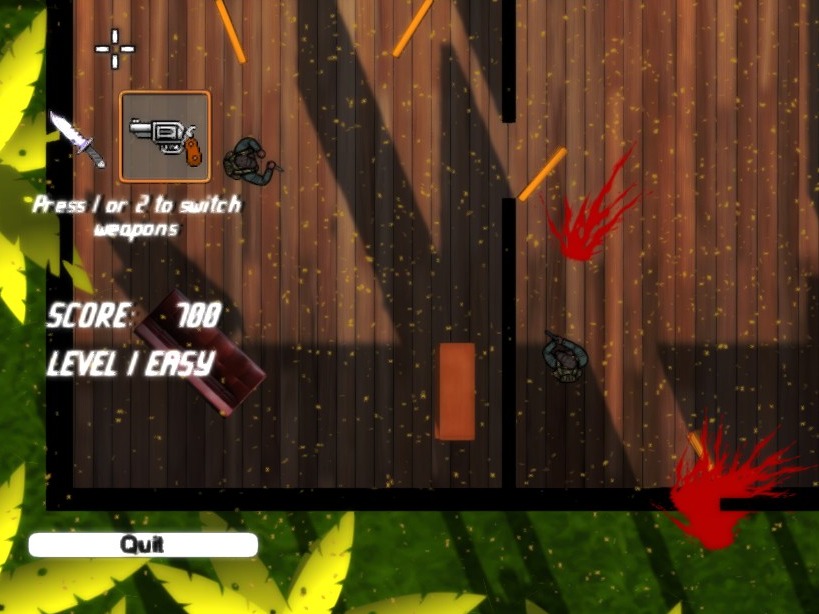 Press 1 or 2 to switch
weapons
SCORE: 700
LEVEL 1 EASY
Quit